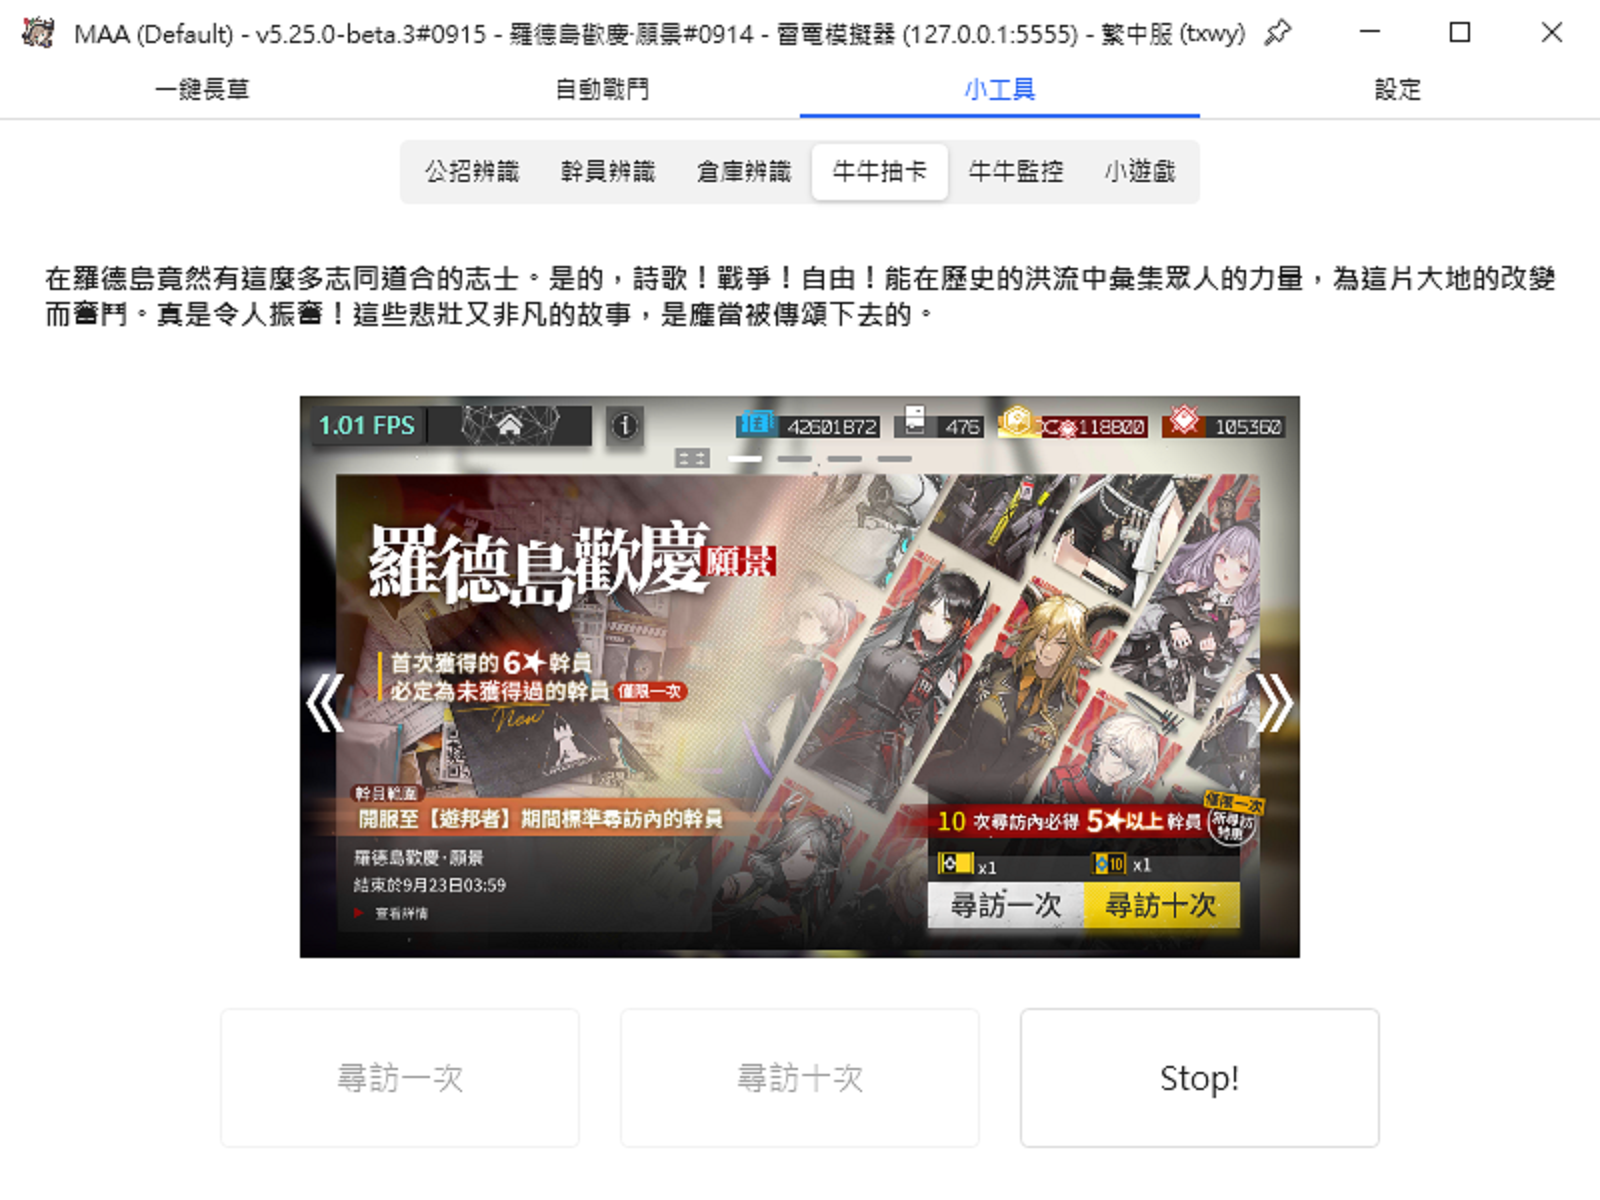 MAA (Default) - v5.25.0-beta.3#0915 - 羅德島歡慶·願景#0914 - 雷電模擬器 (127.0.0.1:5555) - 繁中服 (txwy)
一鍵長草 自動戰鬥 小工具 設定
公招辨識 幹員辨識 倉庫辨識 牛牛抽卡 牛牛監控 小遊戲
在羅德島竟然有這麼多志同道合的志士。是的，詩歌！戰爭！自由！能在歷史的洪流中彙集眾人的力量，為這片大地的改變
而奮鬥。真是令人振奮！這些悲壯又非凡的故事，是應當被傳頌下去的。
1.01 FPS 42601872 476 118800 105360
羅德島歡慶 願景
首次獲得的6★幹員
必定為未獲得過的幹員 僅限一次
New
幹員範圍
開服至【遊邦者】期間標準尋訪內的幹員
僅限一次
10 次尋訪內必得 5★以上幹員
新尋訪
特惠
羅德島歡慶·願景
結束於9月23日03:59
查看詳情
x1 10 x1
尋訪一次 尋訪十次
尋訪一次 尋訪十次 Stop!